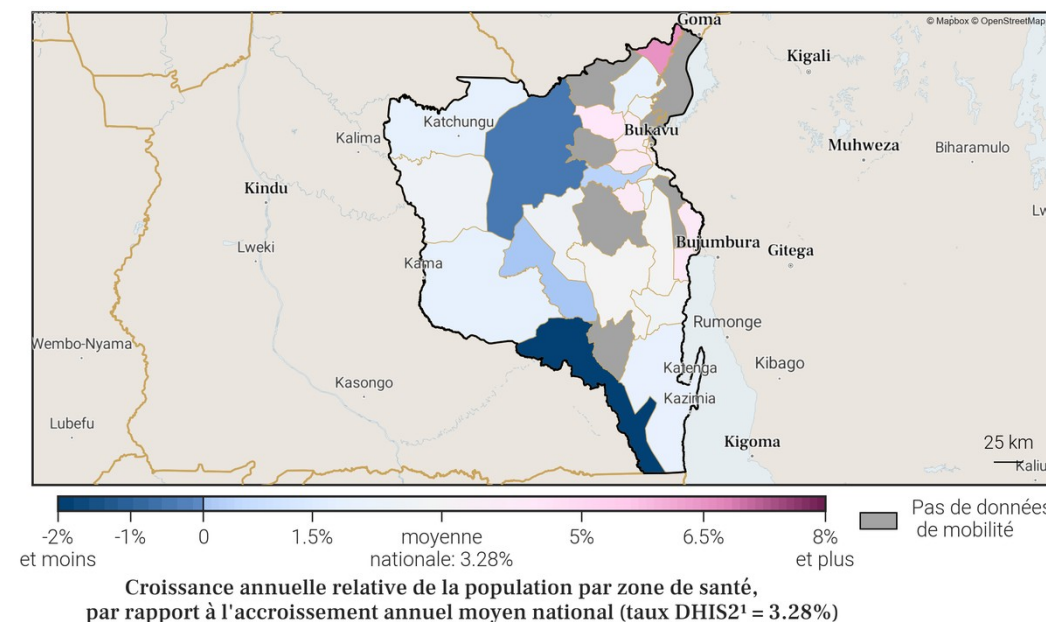 Goma
© Mapbox © OpenStreetMap
Kigali
Katchungu
Kalima
Bukavu
Muhweza
Biharamulo
Kindu
Lweki
Kama
Bujumbura
Gitega
Rumonge
Wembo-Nyama
Kibago
Katenga
Kasongo
Kazimia
Lubefu
Kigoma
25 km
-2%
et moins
-1%
0
1.5%
moyenne
nationale: 3.28%
5%
6.5%
8%
et plus
Pas de données
de mobilité
Croissance annuelle relative de la population par zone de santé,
par rapport à l'accroissement annuel moyen national (taux DHIS2¹ = 3.28%)